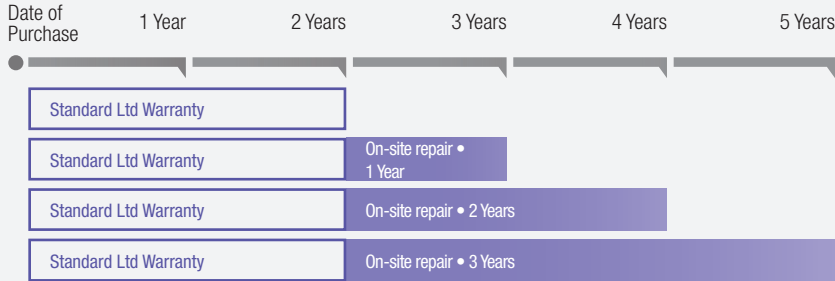 Date of
Purchase
1 Year
2 Years
3 Years
4 Years
5 Years
Standard Ltd Warranty
Standard Ltd Warranty
On-site repair •
1 Year
Standard Ltd Warranty
On-site repair • 2 Years
Standard Ltd Warranty
On-site repair • 3 Years